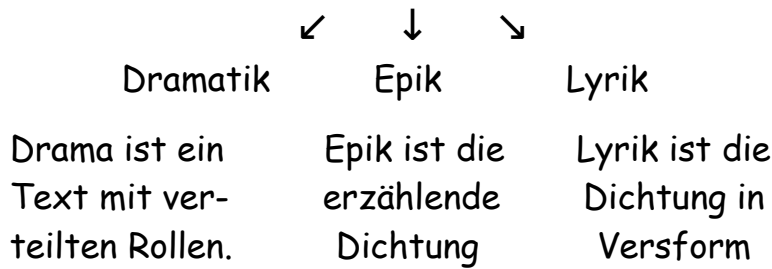 ↙ ↓ ↘
Dramatik Epik Lyrik
Drama ist ein
Text mit ver-
teilten Rollen.
Epik ist die
erzählende
Dichtung
Lyrik ist die
Dichtung in
Versform